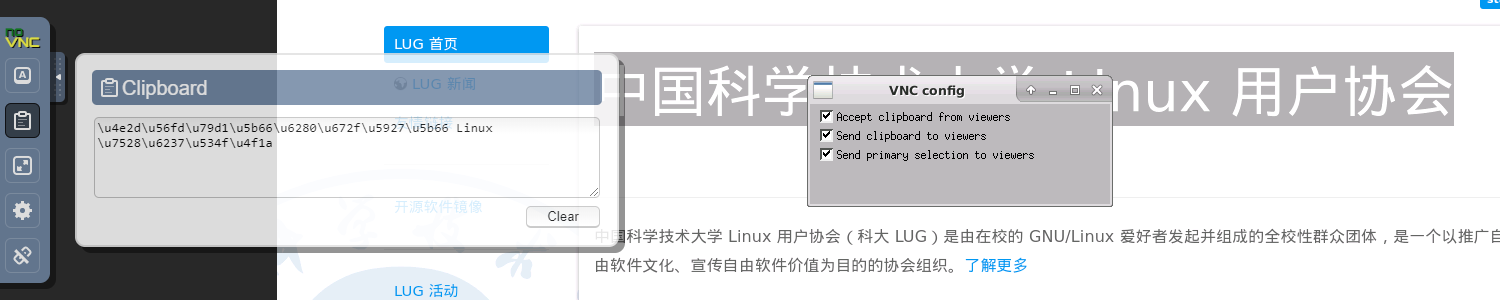 no
VNC
A
Clipboard
\u4e2d\u56fd\u79d1\u5b66\u6280\u672f\u5927\u5b66 Linux
\u7528\u6237\u534f\u4f1a
Clear
LUG 首页
LUG 新闻
开源软件镜像
LUG 活动
中国科学技术大学 Linux 用户协会
VNC config
Accept clipboard from viewers
Send clipboard to viewers
Send primary selection to viewers
中国科学技术大学 Linux 用户协会（科大 LUG）是由在校的 GNU/Linux 爱好者发起并组成的全校性群众团体，是一个以推广自
由软件文化、宣传自由软件价值为目的的协会组织。了解更多